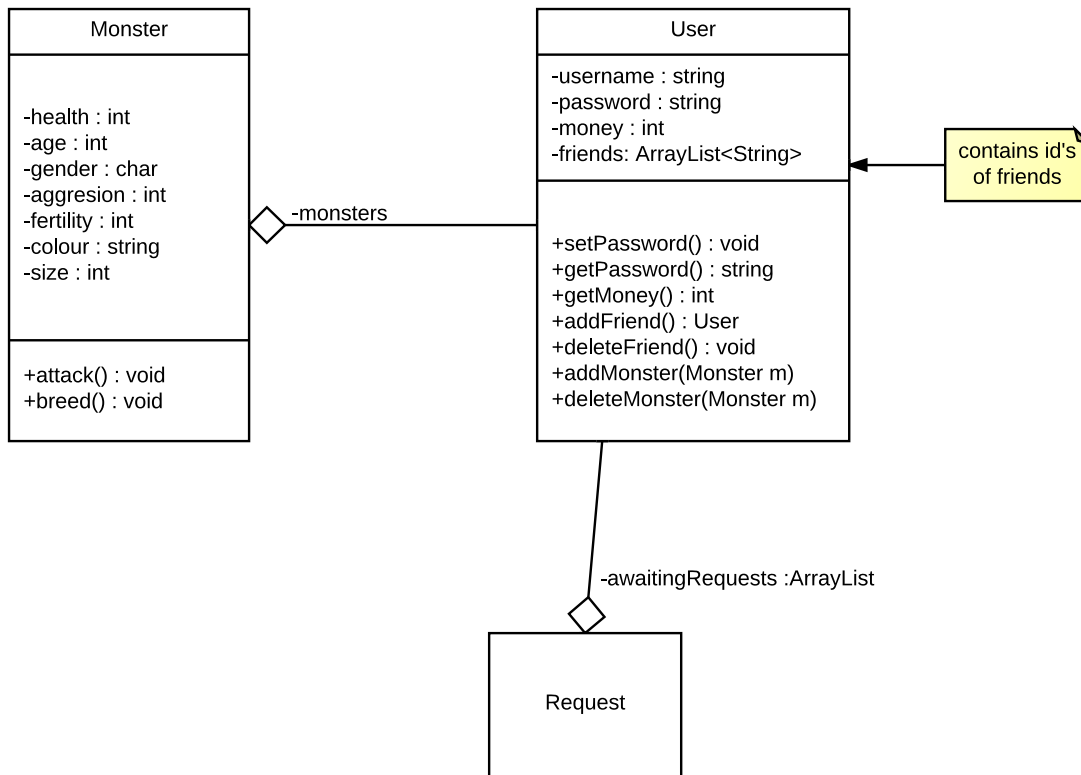 Monster
-health : int
-age : int
-gender : char
-aggresion : int
-fertility : int
-colour : string
-size : int
+attack() : void
+breed() : void
-monsters
User
-username : string
-password : string
-money : int
-friends: ArrayList<String>
+setPassword() : void
+getPassword() : string
+getMoney() : int
+addFriend() : User
+deleteFriend() : void
+addMonster(Monster m)
+deleteMonster(Monster m)
contains id's
of friends
-awaitingRequests :ArrayList
Request